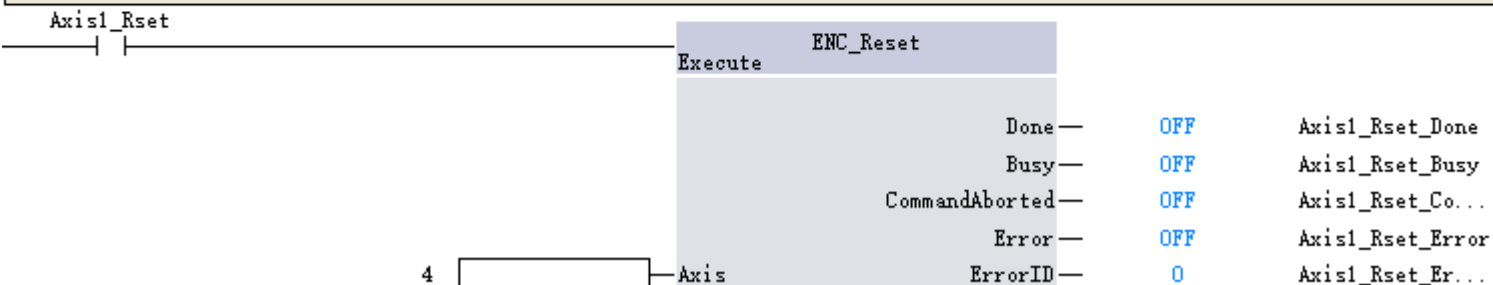 Axis1_Rset
ENC_Reset
Execute
Done OFF Axis1_Rset_Done
Busy OFF Axis1_Rset_Busy
CommandAborted OFF Axis1_Rset_Co...
Error OFF Axis1_Rset_Error
4 Axis ErrorID 0 Axis1_Rset_Er...